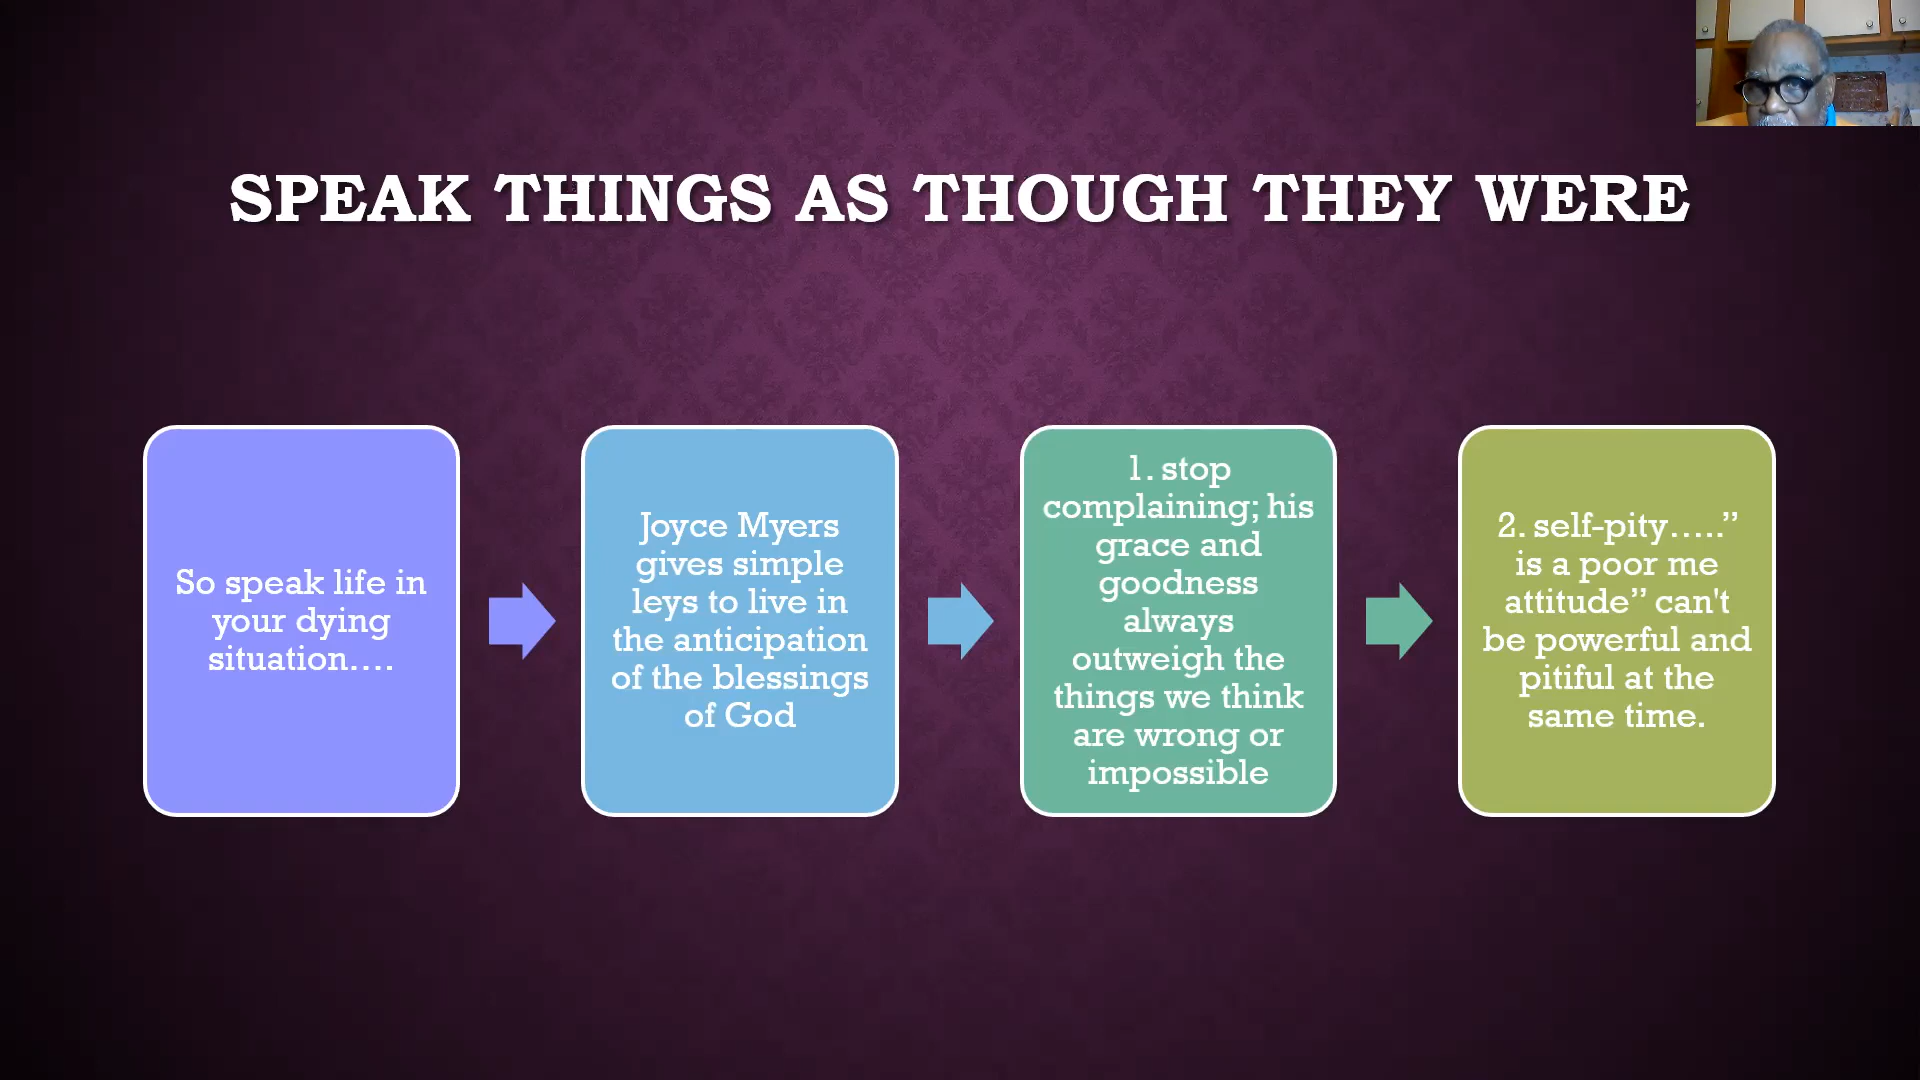 SPEAK THINGS AS THOUGH THEY WERE
So speak life in
your dying
situation....
Joyce Myers
gives simple
leys to live in
the anticipation
of the blessings
of God
1. stop
complaining; his
grace and
goodness
always
outweigh the
things we think
are wrong or
impossible
2. self-pity.....”
is a poor me
attitude” can't
be powerful and
pitiful at the
same time.